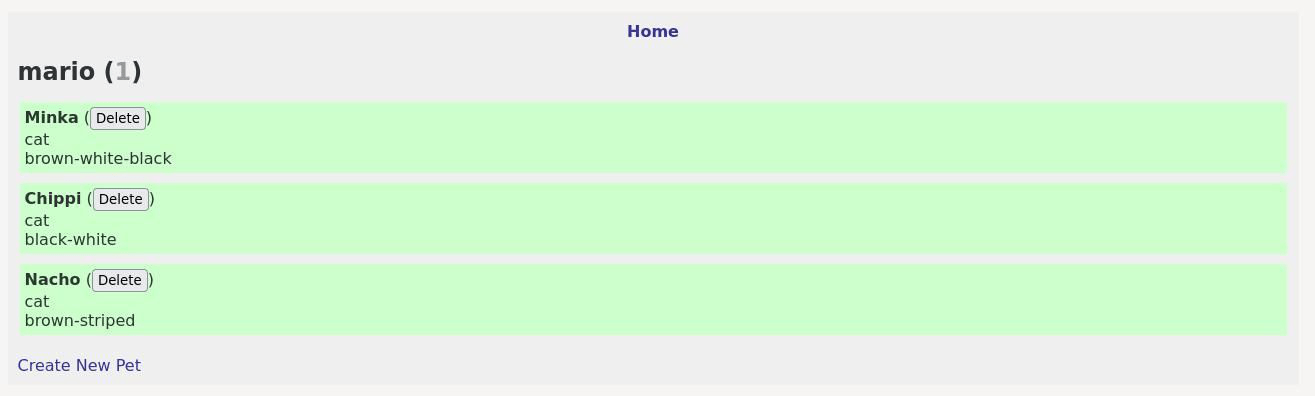 Home
mario (1)
Minka (Delete)
cat
brown-white-black
Chippi (Delete)
cat
black-white
Nacho (Delete)
cat
brown-striped
Create New Pet